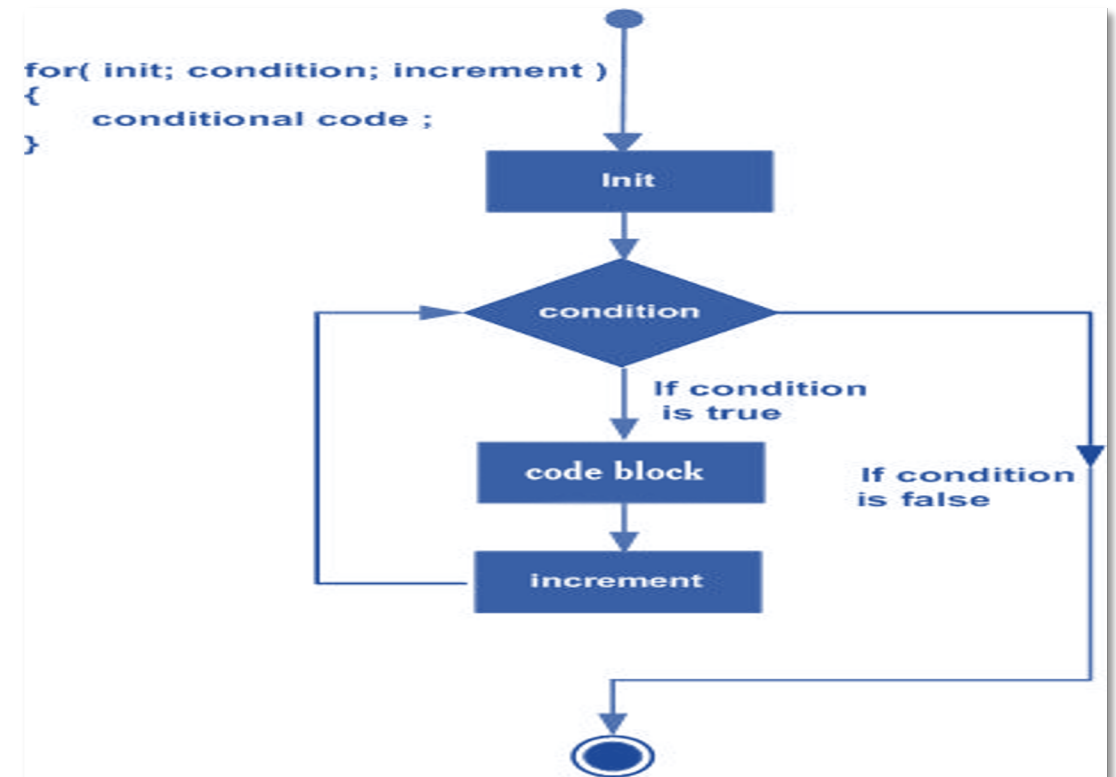 for( init; condition; increment )
{
conditional code ;
}
Init
condition
If condition
is true
code block
If condition
is false
increment